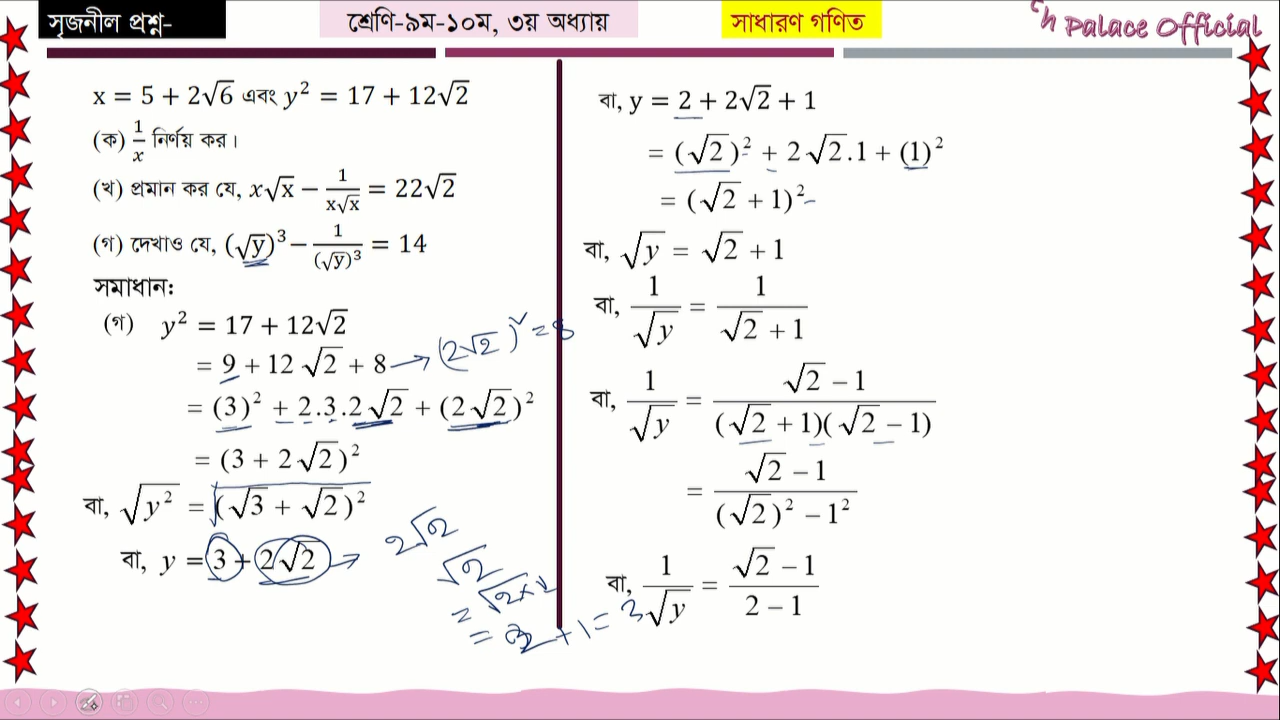 সৃজনীল প্রশ্ন-
শ্রেণি-৯ম-১০ম, ৩য় অধ্যায়
সাধারণ গণিত
Palace Official
x = 5 + 2√6 এবং y² = 17 + 12√2
(ক) 1/x নির্ণয় কর।
(খ) প্রমান কর যে, x√x − 1/(x√x) = 22√2
(গ) দেখাও যে, (√y)³ − 1/(√y)³ = 14
সমাধানঃ
(গ) y² = 17 + 12√2
= 9 + 12 √2 + 8 → (2√2)² = 8
= (3)² + 2.3.2√2 + (2√2)²
= (3 + 2√2)²
বা, √y² = √(√3 + √2)²
বা, y = 3 + 2√2 →
2√2
√2
= √2×√
= 2 + 1 = 3
বা, y = 2 + 2√2 + 1
= (√2)² + 2√2.1 + (1)²
= (√2 + 1)²
বা, √y = √2 + 1
বা, 1/√y = 1/(√2 + 1)
বা, 1/√y = (√2 − 1)/((√2 + 1)(√2 − 1))
= (√2 − 1)/((√2)² − 1²)
বা, 1/√y = (√2 − 1)/(2 − 1)